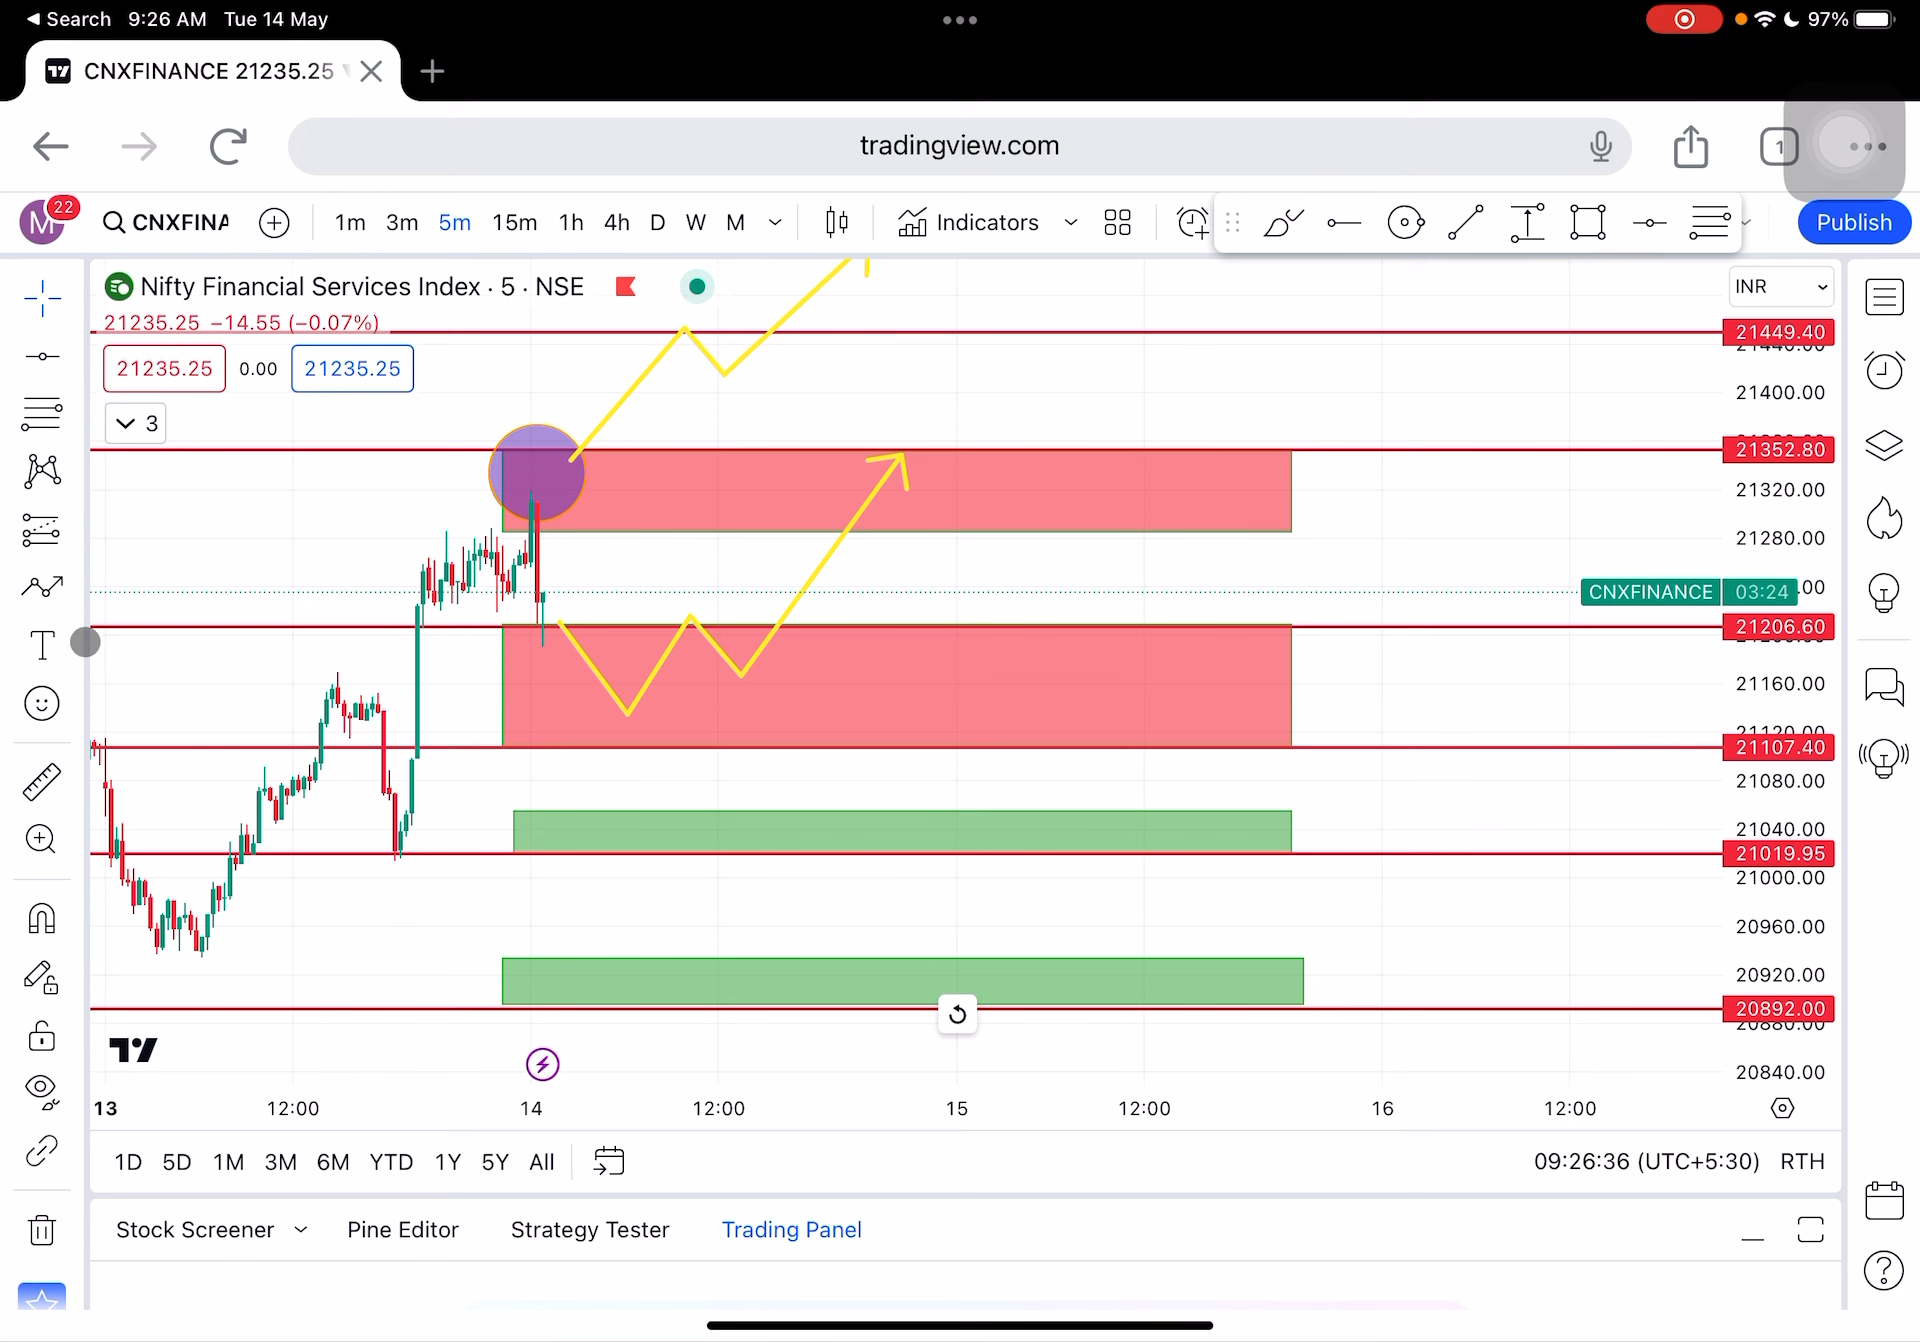 Search 9:26 AM Tue 14 May 97%
CNXFINANCE 21235.25
tradingview.com 1
M 22 CNXFINA 1m 3m 5m 15m 1h 4h D W M Indicators Publish
Nifty Financial Services Index · 5 · NSE INR
21235.25 −14.55 (−0.07%)
21449.40
21235.25 0.00 21235.25
21400.00
3
21352.80
21320.00
21280.00
CNXFINANCE 03:24 .00
21206.60
21160.00
21107.40
21080.00
21040.00
21019.95
21000.00
20960.00
20920.00
20892.00
20840.00
13 12:00 14 12:00 15 12:00 16 12:00
1D 5D 1M 3M 6M YTD 1Y 5Y All 09:26:36 (UTC+5:30) RTH
Stock Screener Pine Editor Strategy Tester Trading Panel